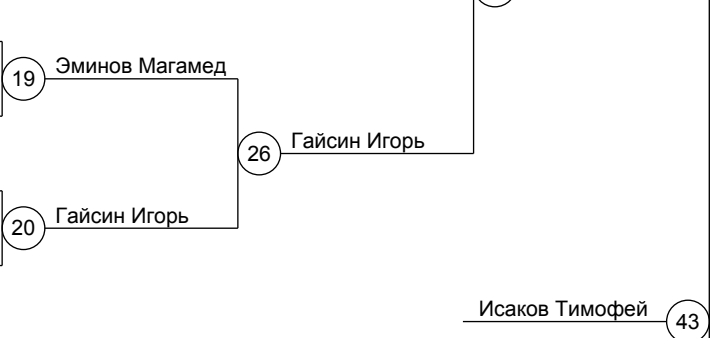 19 Эминов Магамед
26 Гайсин Игорь
20 Гайсин Игорь
Исаков Тимофей 43